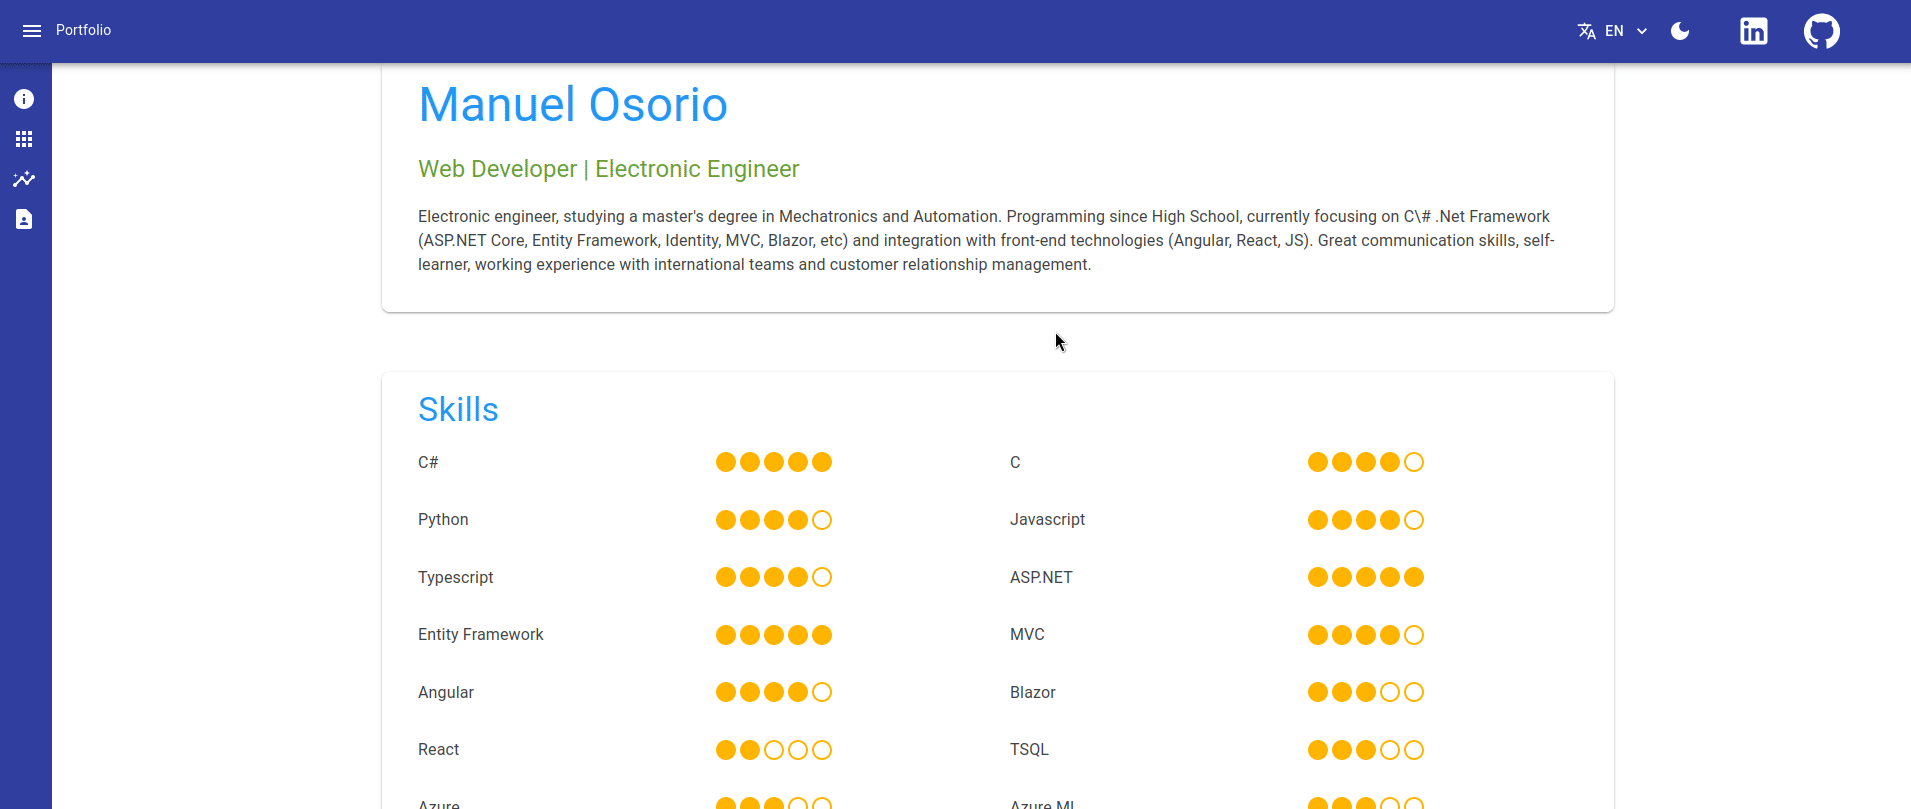 Portfolio
EN
Manuel Osorio
Web Developer | Electronic Engineer
Electronic engineer, studying a master's degree in Mechatronics and Automation. Programming since High School, currently focusing on C\# .Net Framework
(ASP.NET Core, Entity Framework, Identity, MVC, Blazor, etc) and integration with front-end technologies (Angular, React, JS). Great communication skills, self-
learner, working experience with international teams and customer relationship management.
Skills
C#
C
Python
Javascript
Typescript
ASP.NET
Entity Framework
MVC
Angular
Blazor
React
TSQL
Azure
Azure ML